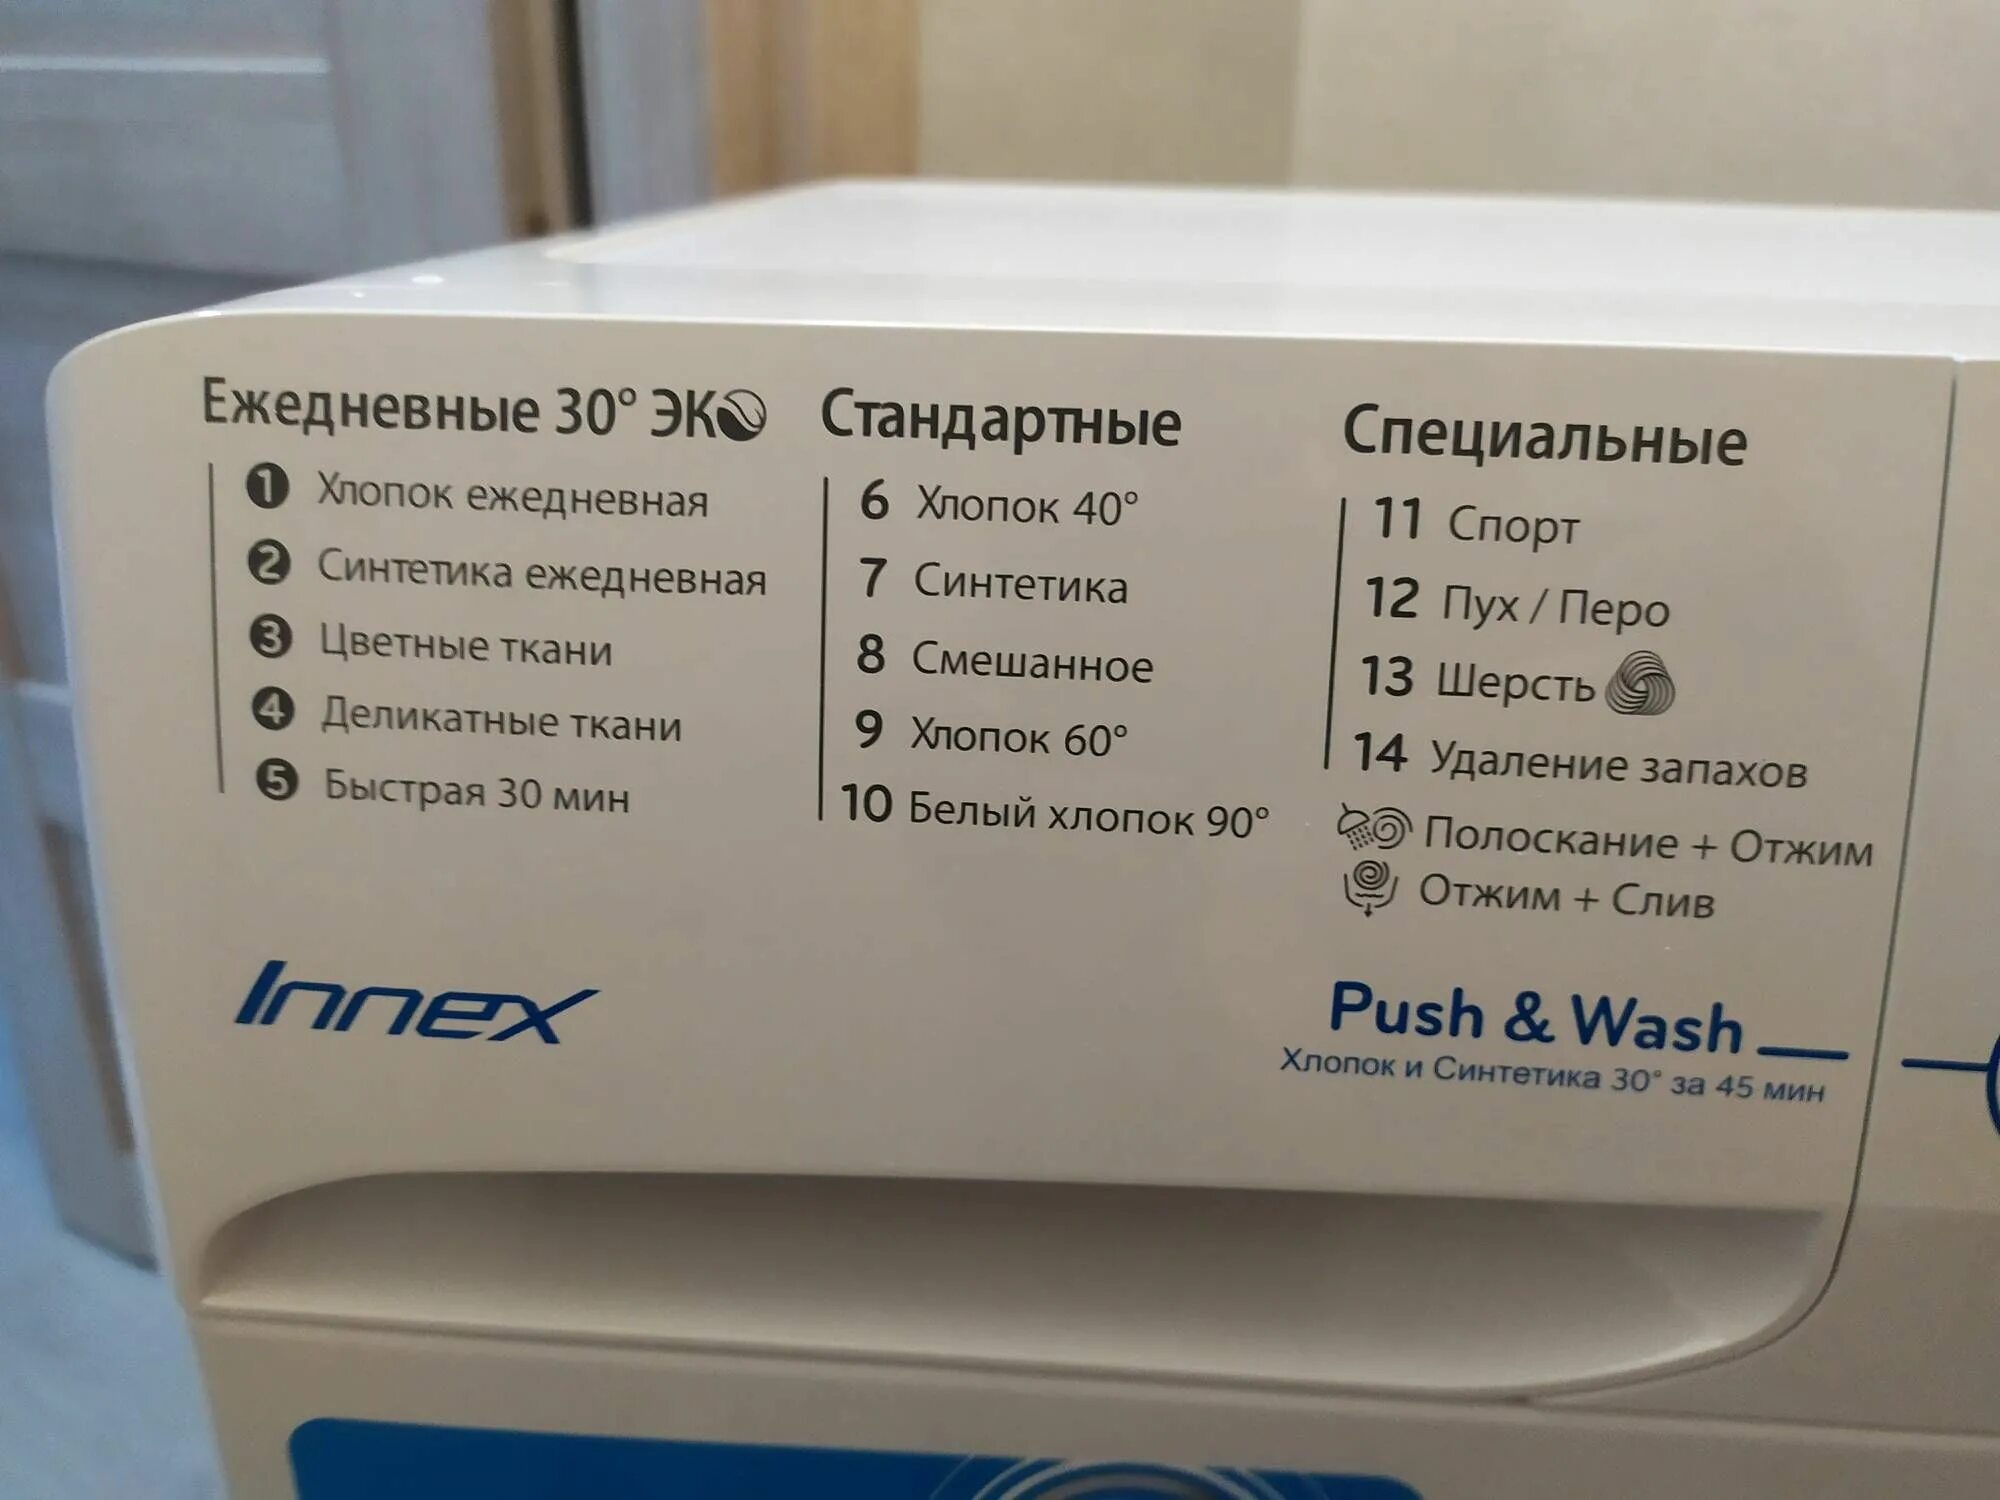 Ежедневные 30° ЭКО
1 Хлопок ежедневная
2 Синтетика ежедневная
3 Цветные ткани
4 Деликатные ткани
5 Быстрая 30 мин
Стандартные
6 Хлопок 40°
7 Синтетика
8 Смешанное
9 Хлопок 60°
10 Белый хлопок 90°
Специальные
11 Спорт
12 Пух / Перо
13 Шерсть
14 Удаление запахов
Полоскание + Отжим
Отжим + Слив
Innex
Push & Wash
Хлопок и Синтетика 30° за 45 мин